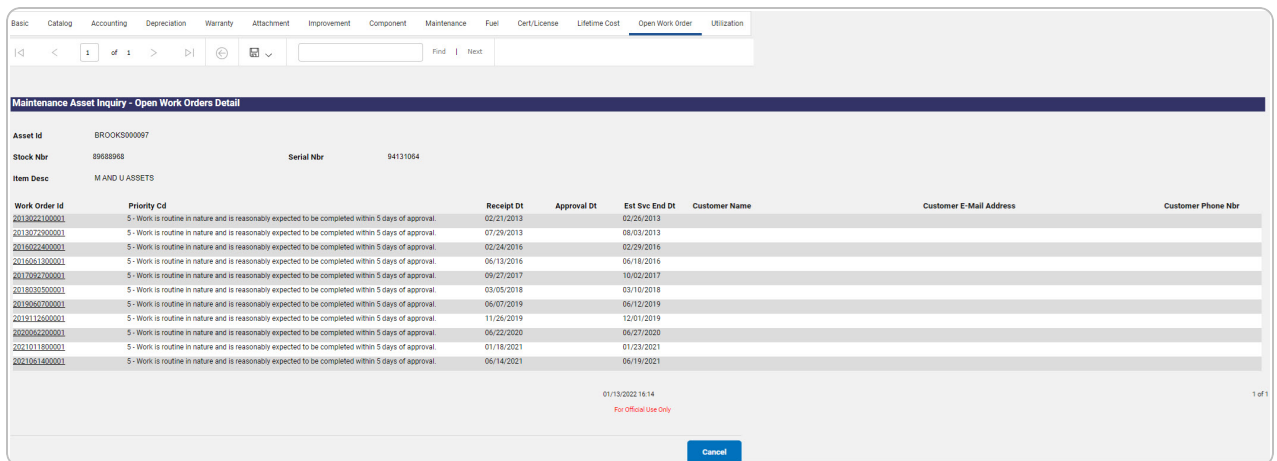 Basic Catalog Accounting Depreciation Warranty Attachment Improvement Component Maintenance Fuel Cert/License Lifetime Cost Open Work Order Utilization
1 of 1 Find | Next
Maintenance Asset Inquiry - Open Work Orders Detail
Asset Id BROOKS000097
Stock Nbr 89688968 Serial Nbr 94131064
Item Desc M AND U ASSETS
Work Order Id Priority Cd Receipt Dt Approval Dt Est Svc End Dt Customer Name Customer E-Mail Address Customer Phone Nbr
2013022100001 5 - Work is routine in nature and is reasonably expected to be completed within 5 days of approval. 02/21/2013 02/26/2013
2013072900001 5 - Work is routine in nature and is reasonably expected to be completed within 5 days of approval. 07/29/2013 08/03/2013
2016022400001 5 - Work is routine in nature and is reasonably expected to be completed within 5 days of approval. 02/24/2016 02/29/2016
2016061300001 5 - Work is routine in nature and is reasonably expected to be completed within 5 days of approval. 06/13/2016 06/18/2016
2017092700001 5 - Work is routine in nature and is reasonably expected to be completed within 5 days of approval. 09/27/2017 10/02/2017
2018030500001 5 - Work is routine in nature and is reasonably expected to be completed within 5 days of approval. 03/05/2018 03/10/2018
2019060700001 5 - Work is routine in nature and is reasonably expected to be completed within 5 days of approval. 06/07/2019 06/12/2019
2019112600001 5 - Work is routine in nature and is reasonably expected to be completed within 5 days of approval. 11/26/2019 12/01/2019
2020062200001 5 - Work is routine in nature and is reasonably expected to be completed within 5 days of approval. 06/22/2020 06/27/2020
2021011800001 5 - Work is routine in nature and is reasonably expected to be completed within 5 days of approval. 01/18/2021 01/23/2021
2021061400001 5 - Work is routine in nature and is reasonably expected to be completed within 5 days of approval. 06/14/2021 06/19/2021
01/13/2022 16:14 1 of 1
For Official Use Only
Cancel